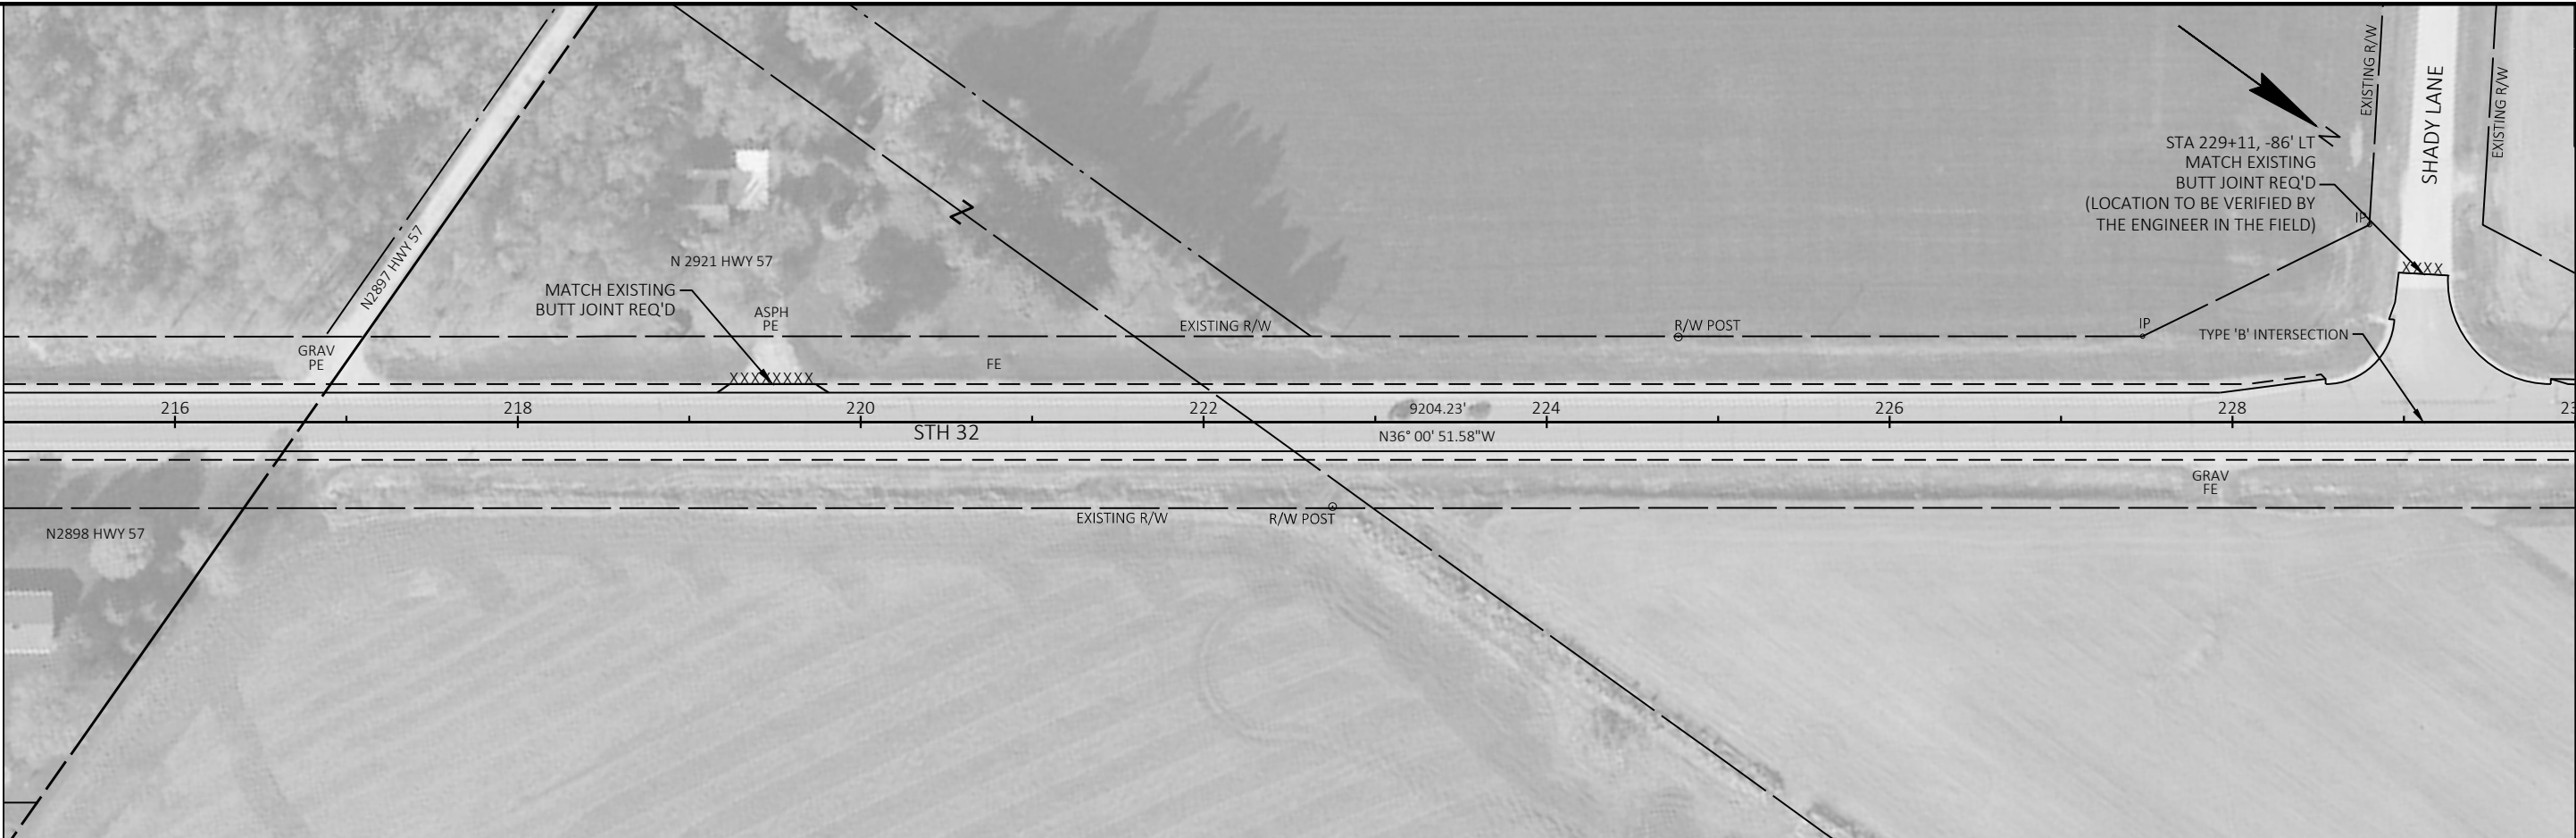 EXISTING R/W
SHADY LANE
EXISTING R/W
N
STA 229+11, -86' LT
MATCH EXISTING
BUTT JOINT REQ'D
(LOCATION TO BE VERIFIED BY
THE ENGINEER IN THE FIELD)
IP
XXXX
N2897 HWY 57
N 2921 HWY 57
MATCH EXISTING
BUTT JOINT REQ'D
ASPH
PE
EXISTING R/W
R/W POST
IP
TYPE 'B' INTERSECTION
GRAV
PE
FE
XXXXXXXX
216
218
220
222
9204.23'
224
226
228
23
STH 32
N36° 00' 51.58"W
GRAV
FE
EXISTING R/W
R/W POST
N2898 HWY 57